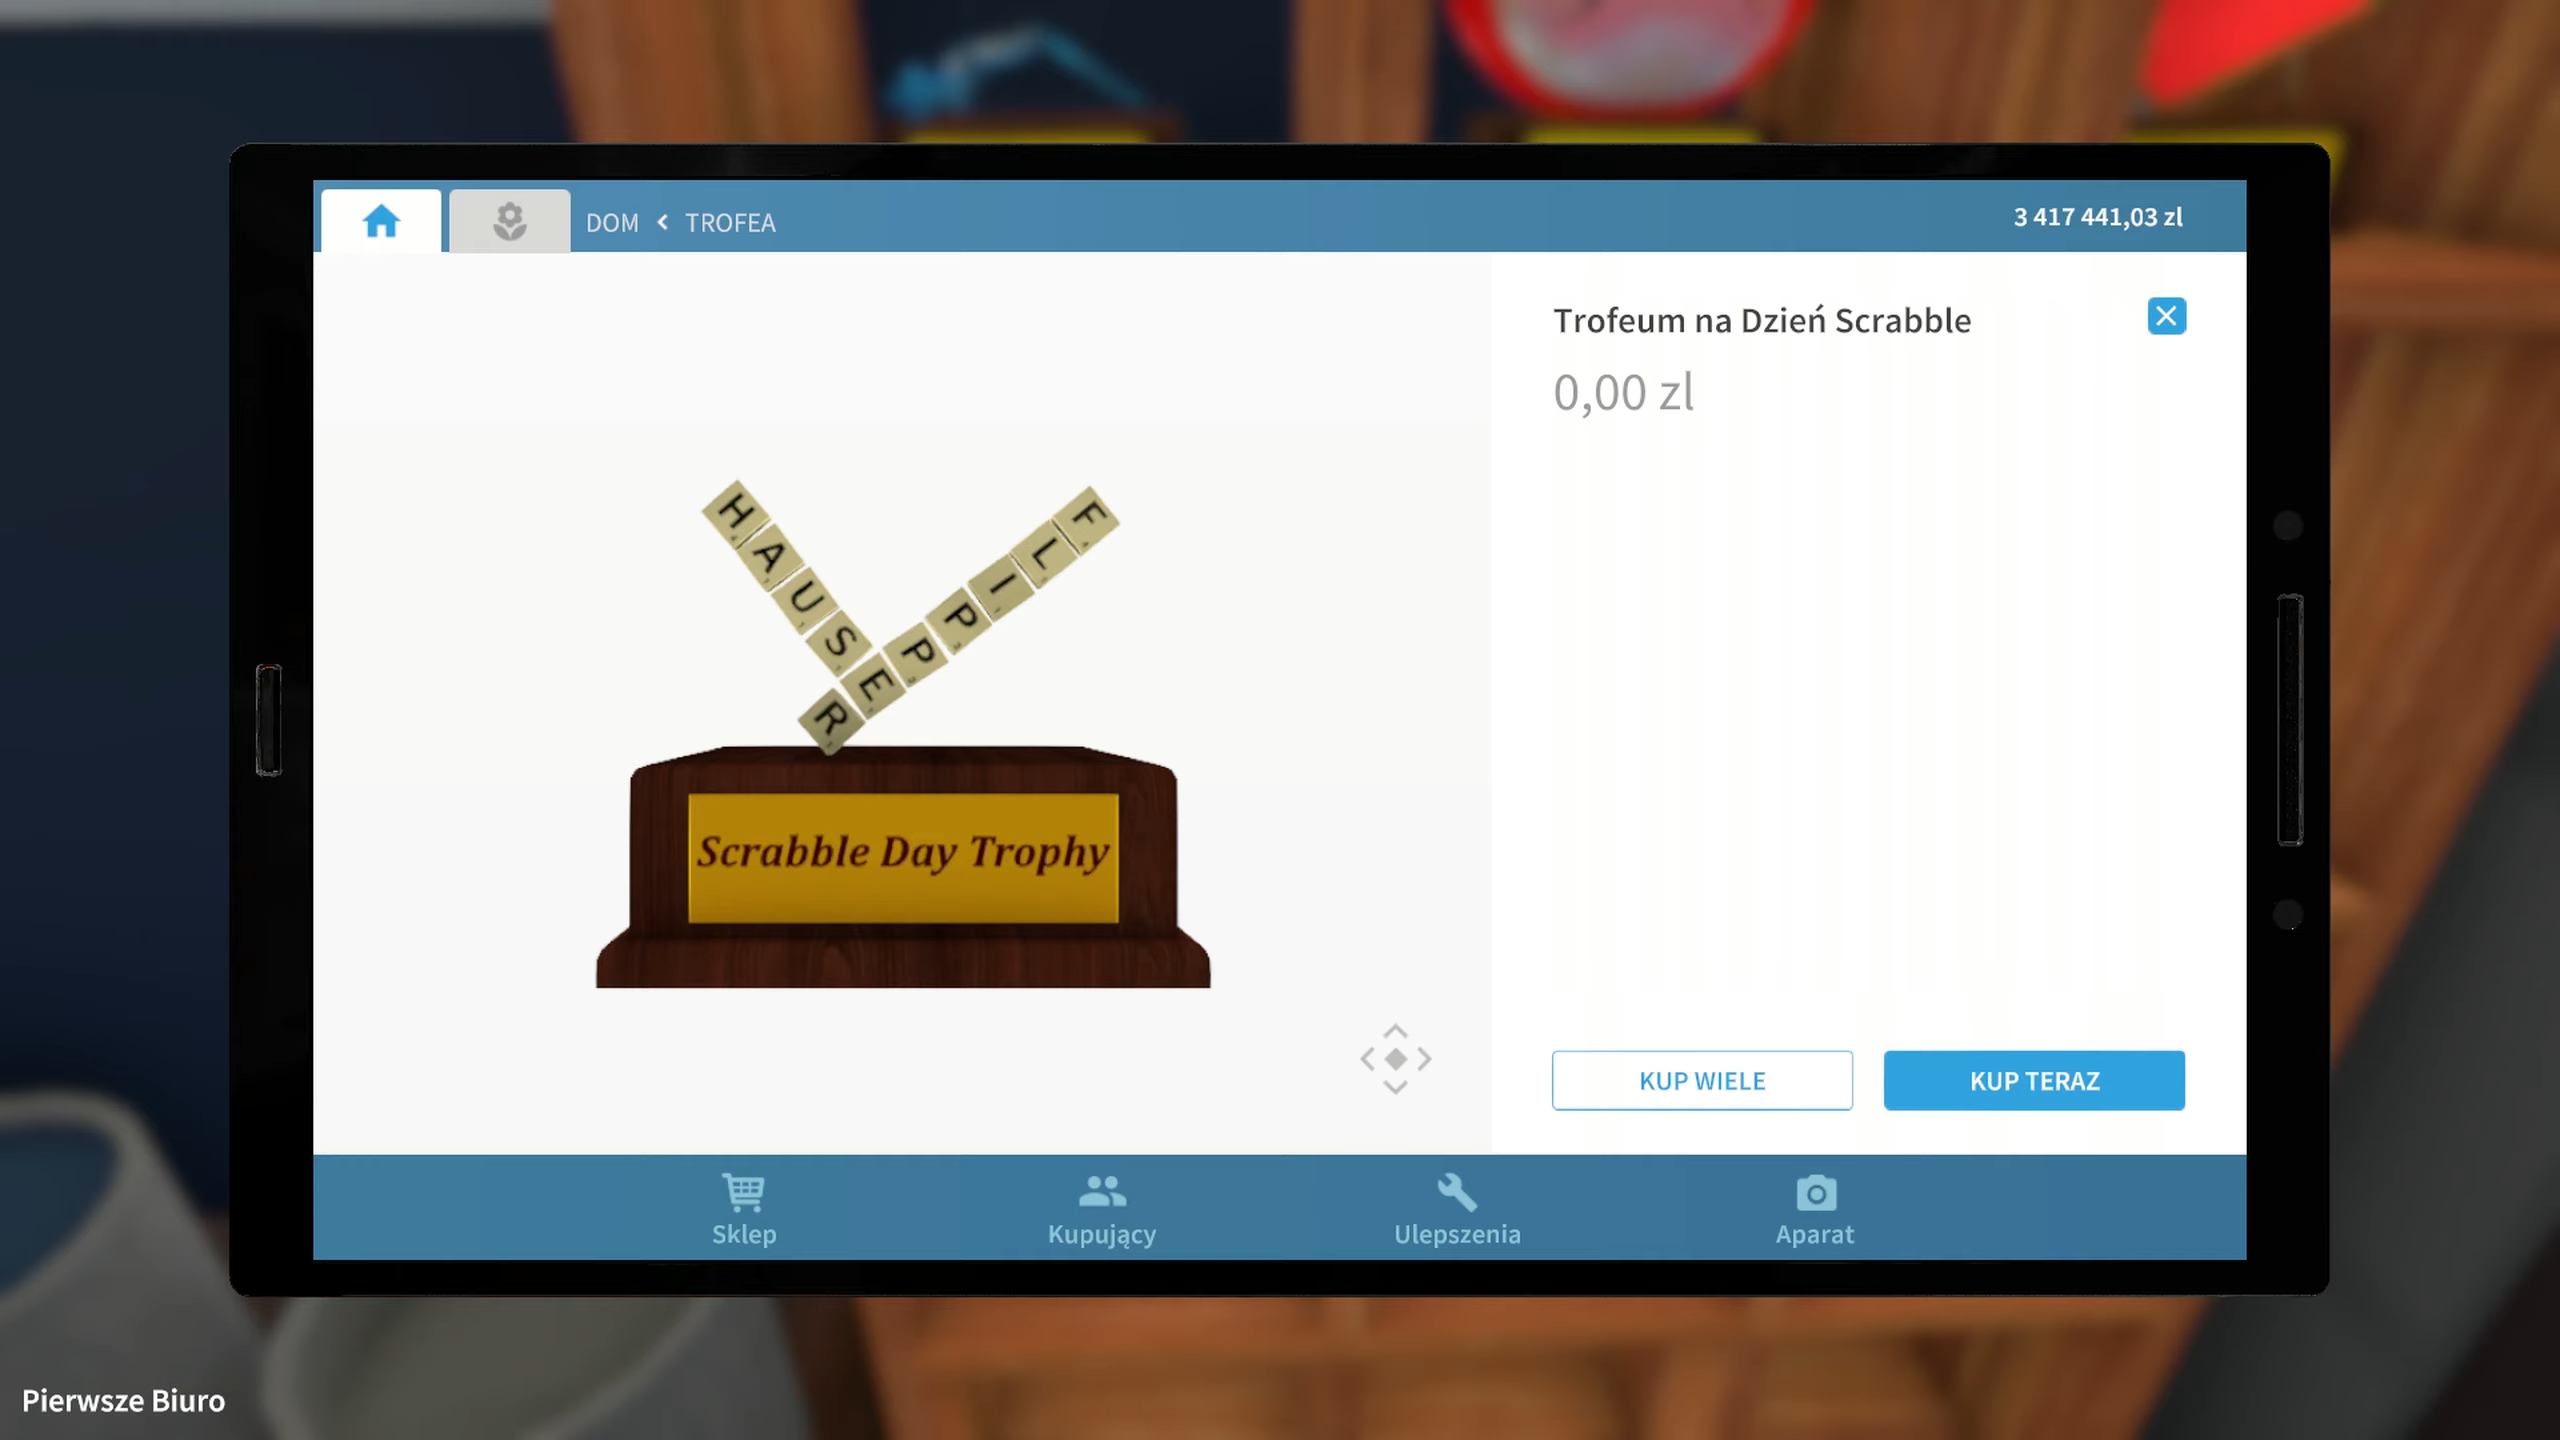 DOM < TROFEA
3 417 441,03 zl
Trofeum na Dzień Scrabble
0,00 zl
HAUSER
FLIPPER
Scrabble Day Trophy
KUP WIELE
KUP TERAZ
Sklep
Kupujący
Ulepszenia
Aparat
Pierwsze Biuro